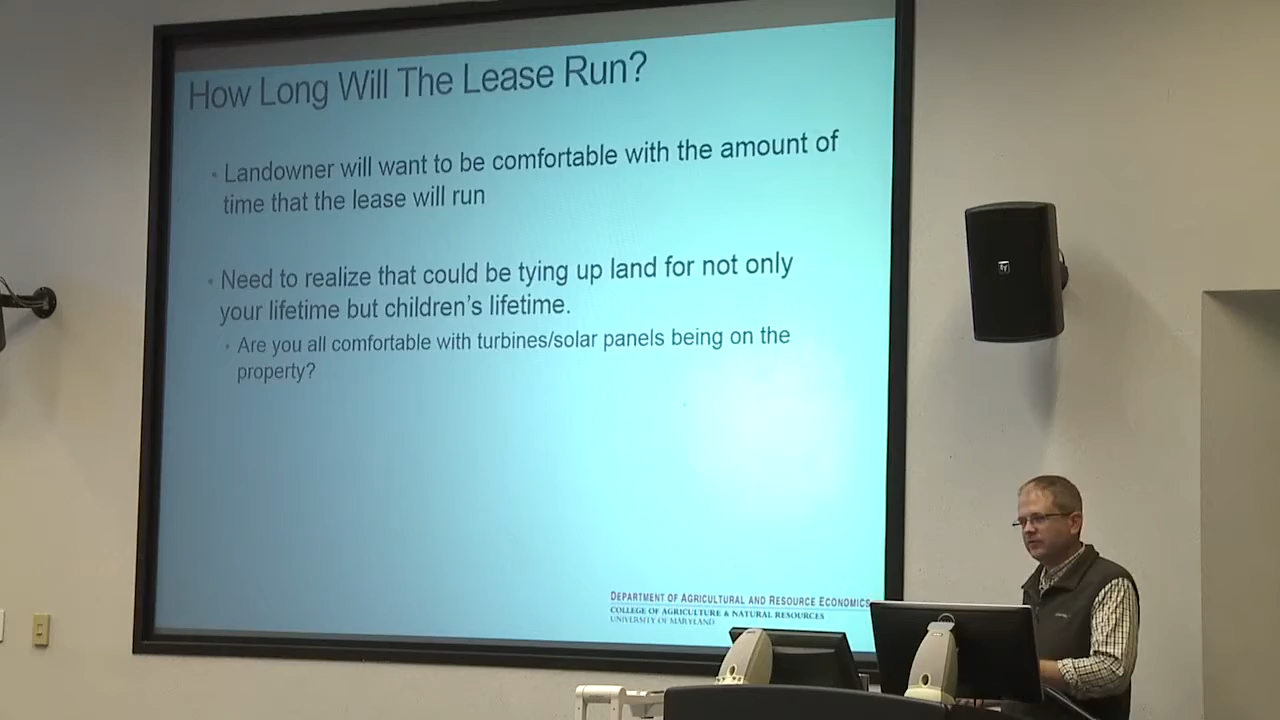 How Long Will The Lease Run?
• Landowner will want to be comfortable with the amount of
time that the lease will run
• Need to realize that could be tying up land for not only
your lifetime but children's lifetime.
• Are you all comfortable with turbines/solar panels being on the
property?
DEPARTMENT OF AGRICULTURAL AND RESOURCE ECONOMICS
COLLEGE OF AGRICULTURE & NATURAL RESOURCES
UNIVERSITY OF MARYLAND